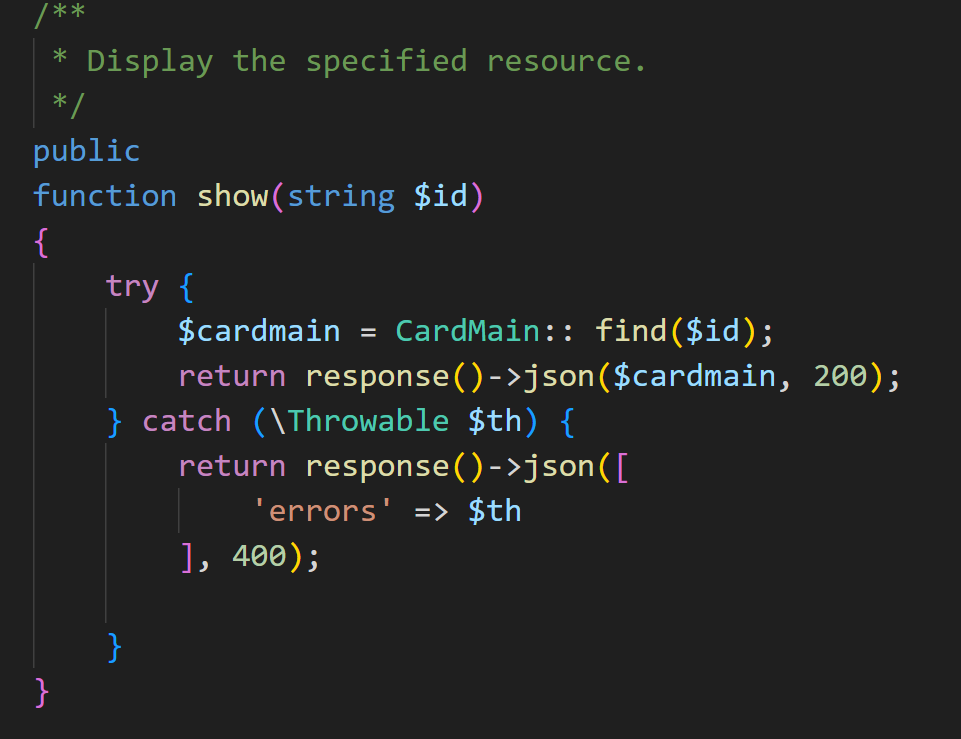 /**
 * Display the specified resource.
 */
public
function show(string $id)
{
    try {
        $cardmain = CardMain:: find($id);
        return response()->json($cardmain, 200);
    } catch (\Throwable $th) {
        return response()->json([
            'errors' => $th
        ], 400);
    }
}